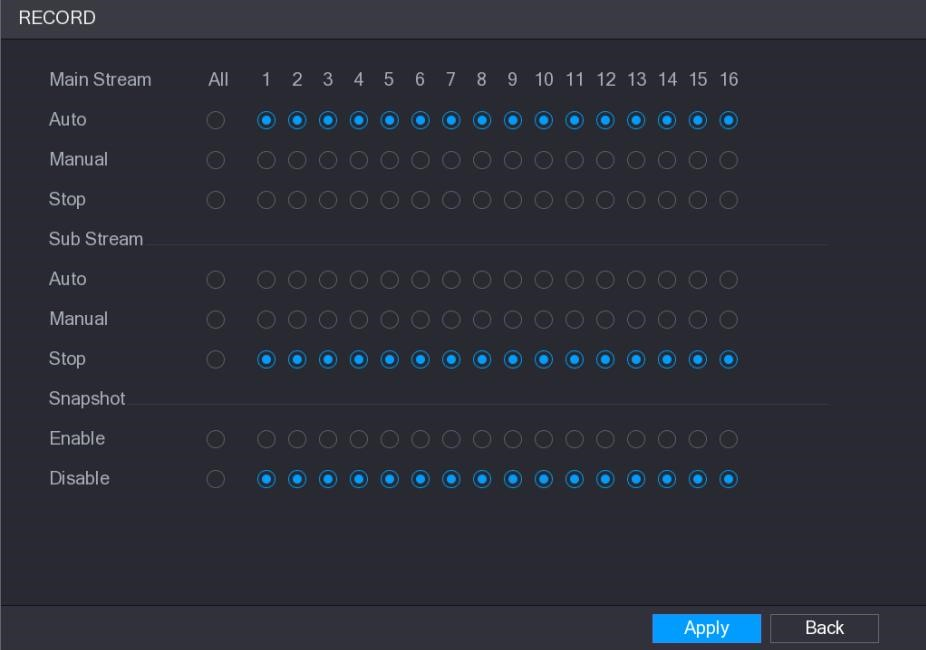 RECORD
Main Stream All 1 2 3 4 5 6 7 8 9 10 11 12 13 14 15 16
Auto
Manual
Stop
Sub Stream
Auto
Manual
Stop
Snapshot
Enable
Disable
Apply Back